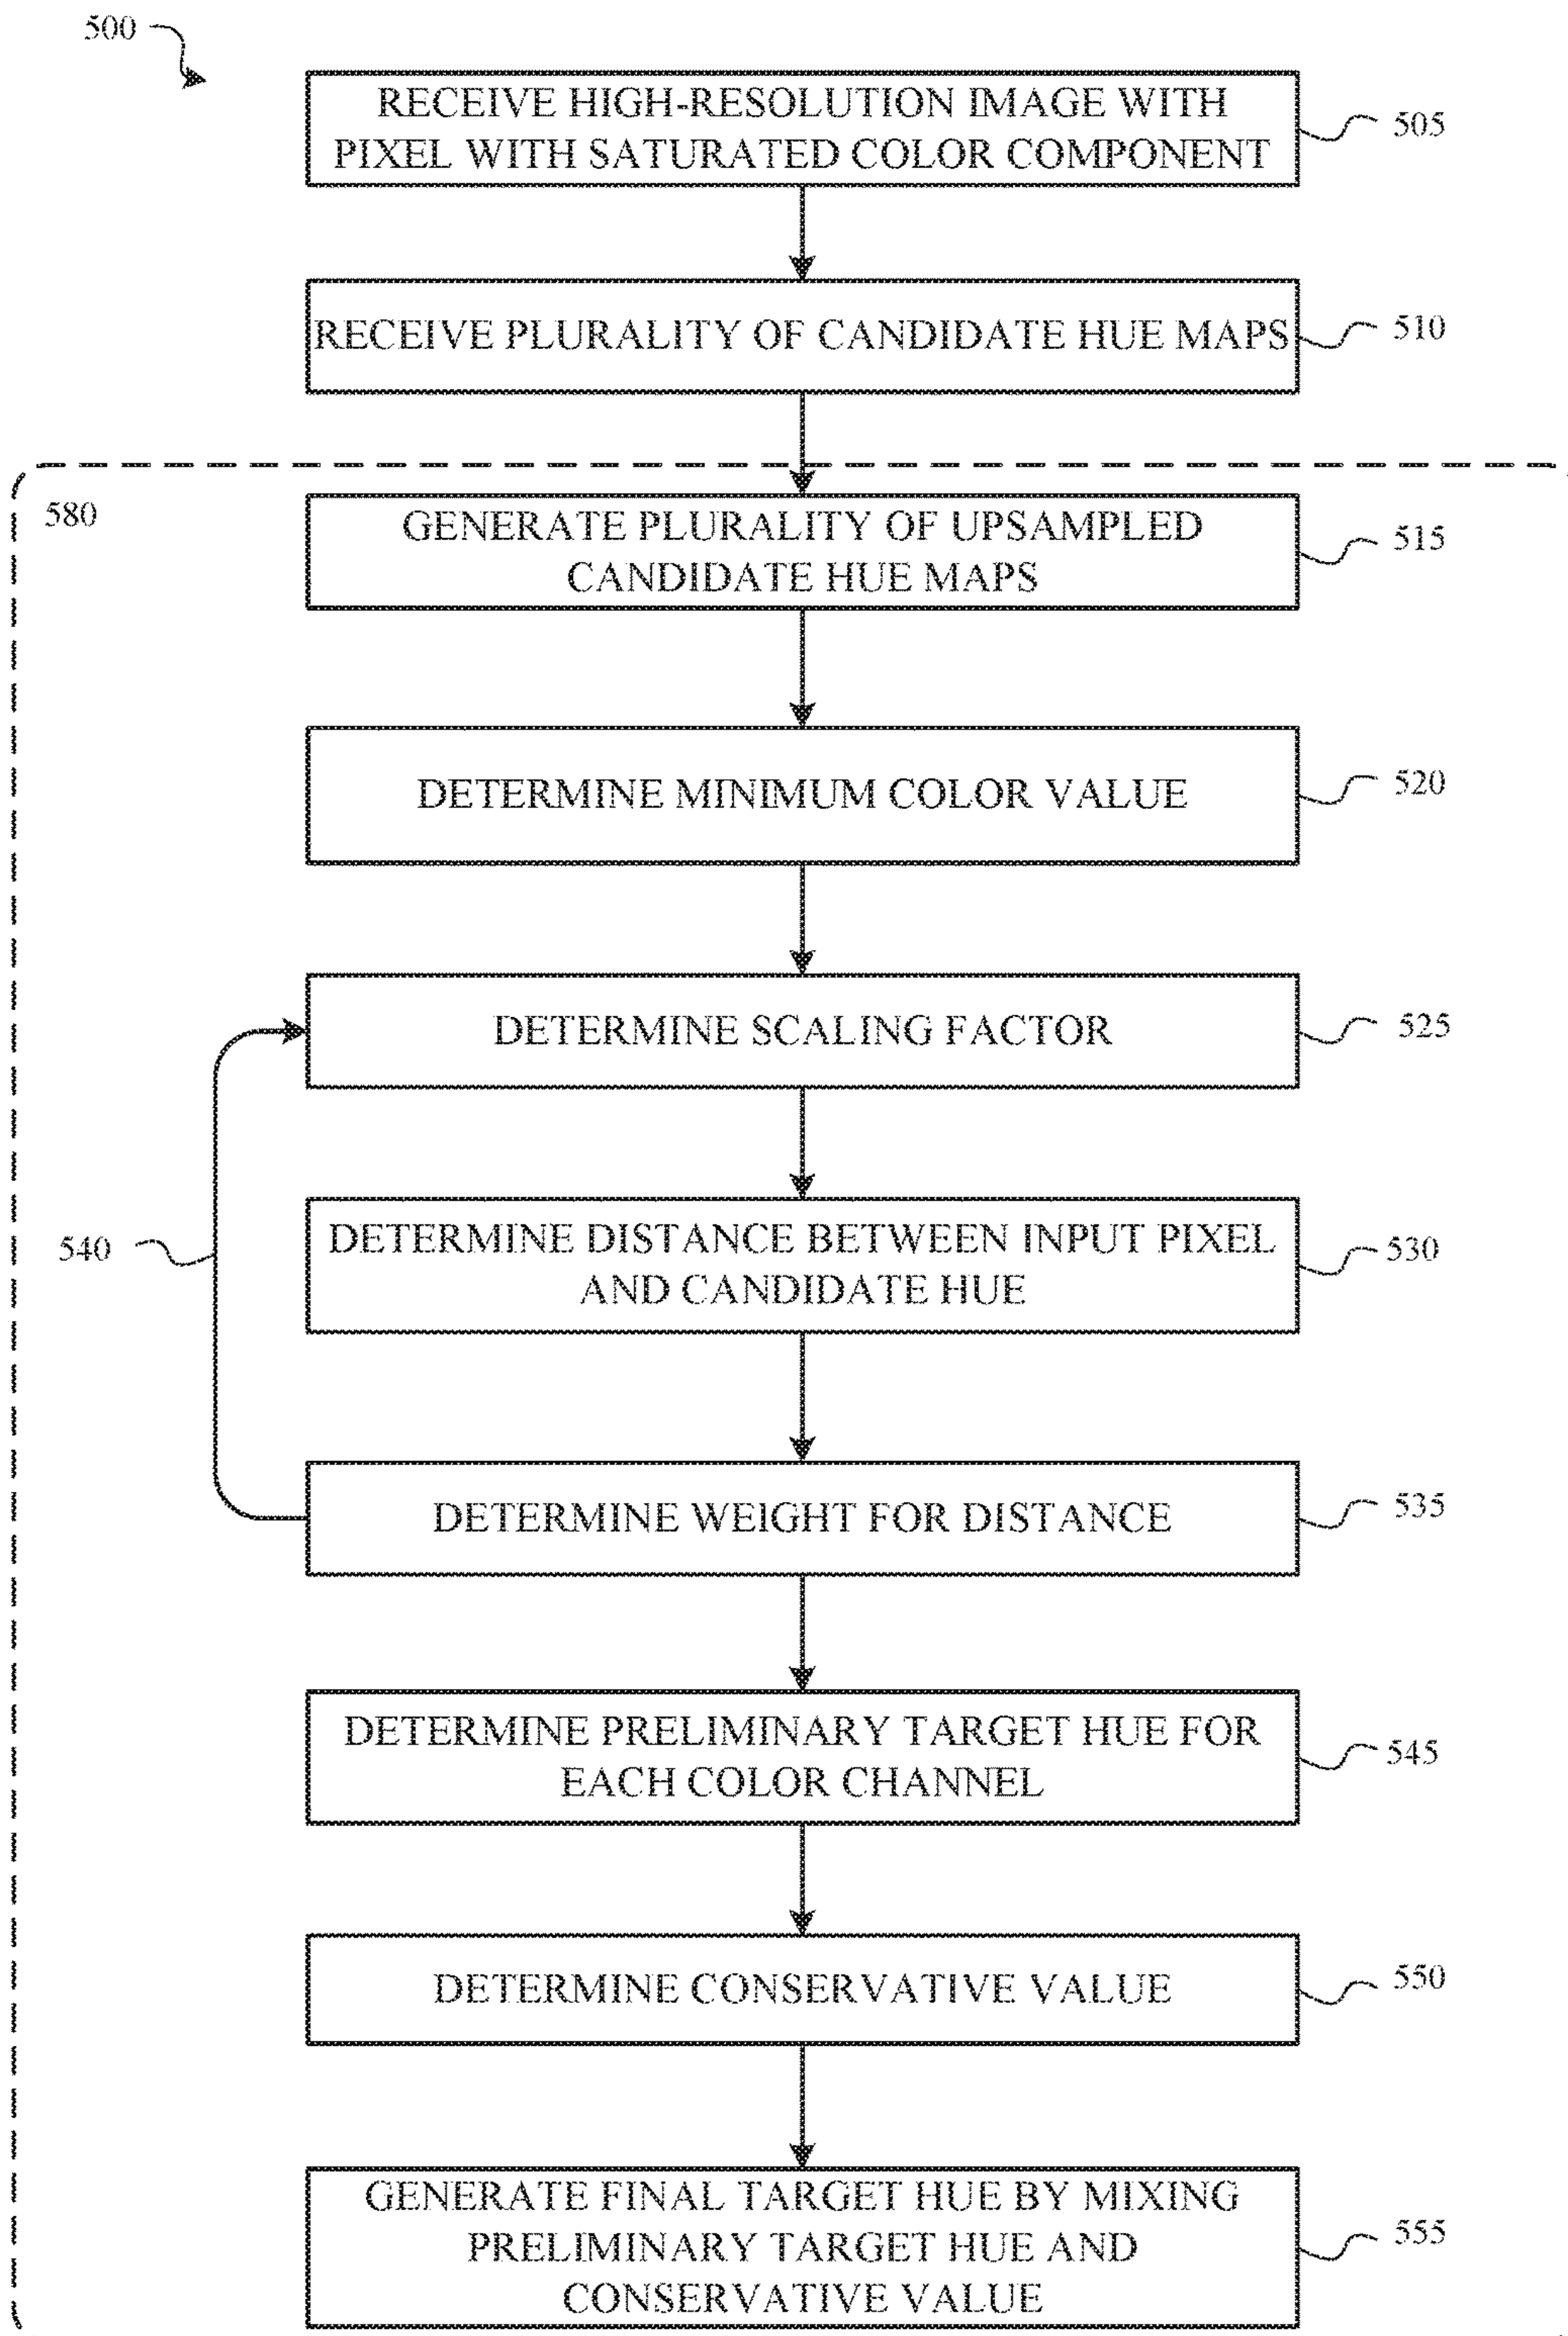 500
RECEIVE HIGH-RESOLUTION IMAGE WITH
PIXEL WITH SATURATED COLOR COMPONENT
505
RECEIVE PLURALITY OF CANDIDATE HUE MAPS
510
580
GENERATE PLURALITY OF UPSAMPLED
CANDIDATE HUE MAPS
515
DETERMINE MINIMUM COLOR VALUE
520
DETERMINE SCALING FACTOR
525
540
DETERMINE DISTANCE BETWEEN INPUT PIXEL
AND CANDIDATE HUE
530
DETERMINE WEIGHT FOR DISTANCE
535
DETERMINE PRELIMINARY TARGET HUE FOR
EACH COLOR CHANNEL
545
DETERMINE CONSERVATIVE VALUE
550
GENERATE FINAL TARGET HUE BY MIXING
PRELIMINARY TARGET HUE AND
CONSERVATIVE VALUE
555